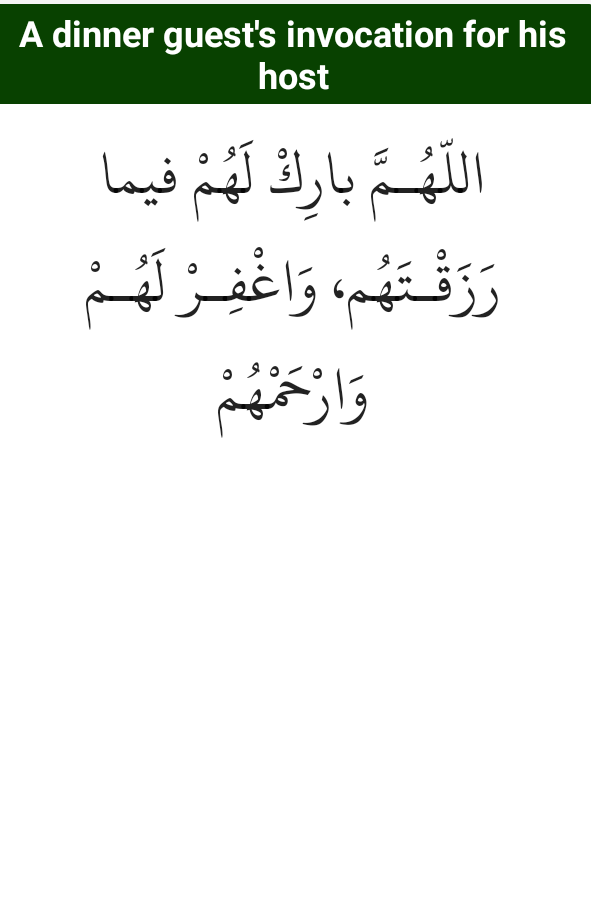 A dinner guest's invocation for his
host
اللّهُـمَّ بارِكْ لَهُمْ فيما
رَزَقْـتَهُم، وَاغْفِـرْ لَهُـمْ
وَارْحَمْهُمْ